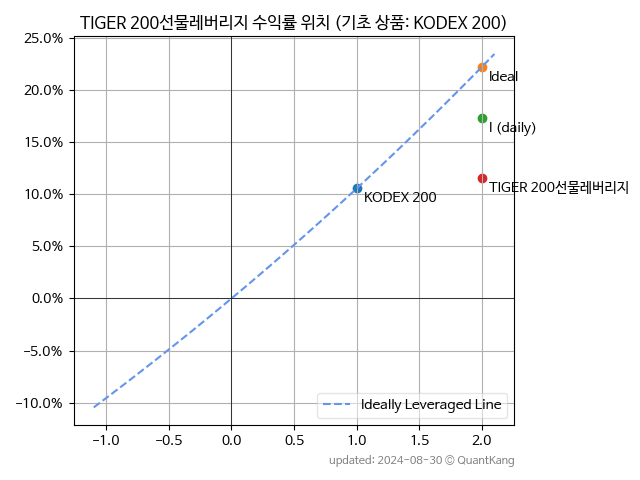 TIGER 200선물레버리지 수익률 위치 (기초 상품: KODEX 200)
25.0%
20.0%
15.0%
10.0%
5.0%
0.0%
−5.0%
−10.0%
Ideal
I (daily)
TIGER 200선물레버리지
KODEX 200
Ideally Leveraged Line
−1.0 −0.5 0.0 0.5 1.0 1.5 2.0
updated: 2024-08-30 © QuantKang